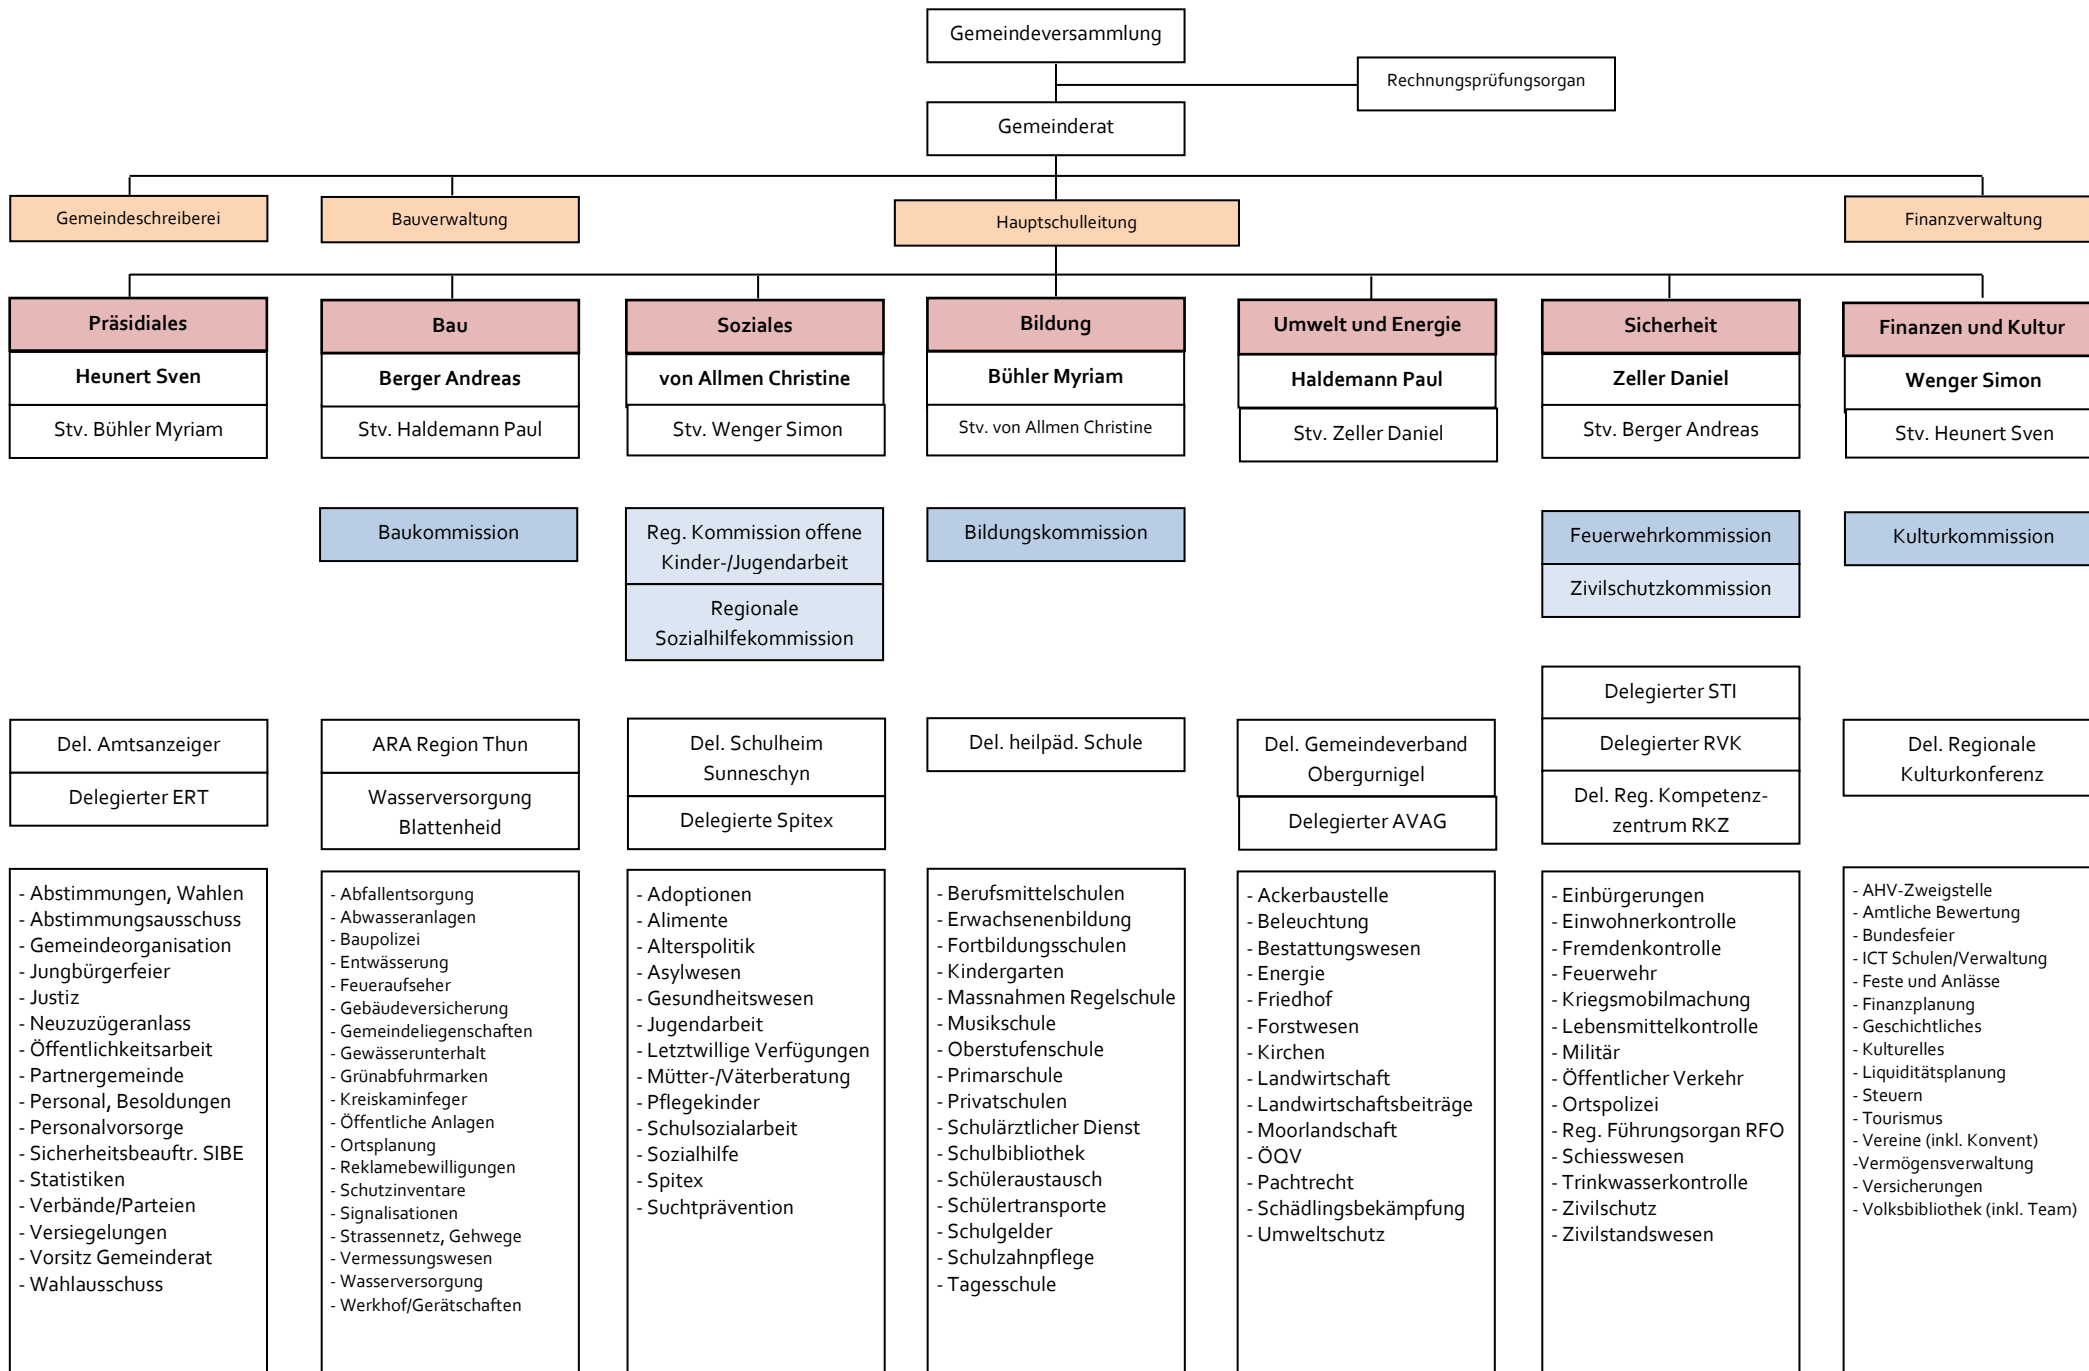 Gemeindeversammlung
Rechnungsprüfungsorgan
Gemeinderat
Gemeindeschreiberei
Bauverwaltung
Hauptschulleitung
Finanzverwaltung
Präsidiales
Heunert Sven
Stv. Bühler Myriam
Bau
Berger Andreas
Stv. Haldemann Paul
Soziales
von Allmen Christine
Stv. Wenger Simon
Bildung
Bühler Myriam
Stv. von Allmen Christine
Umwelt und Energie
Haldemann Paul
Stv. Zeller Daniel
Sicherheit
Zeller Daniel
Stv. Berger Andreas
Finanzen und Kultur
Wenger Simon
Stv. Heunert Sven
Baukommission
Reg. Kommission offene
Kinder-/Jugendarbeit
Regionale
Sozialhilfekommission
Bildungskommission
Feuerwehrkommission
Zivilschutzkommission
Kulturkommission
Del. Amtsanzeiger
Delegierter ERT
ARA Region Thun
Wasserversorgung
Blattenheid
Del. Schulheim
Sunneschyn
Delegierte Spitex
Del. heilpäd. Schule
Del. Gemeindeverband
Obergurnigel
Delegierter AVAG
Delegierter STI
Delegierter RVK
Del. Reg. Kompetenz-
zentrum RKZ
Del. Regionale
Kulturkonferenz
- Abstimmungen, Wahlen
- Abstimmungsausschuss
- Gemeindeorganisation
- Jungbürgerfeier
- Justiz
- Neuzuzügeranlass
- Öffentlichkeitsarbeit
- Partnergemeinde
- Personal, Besoldungen
- Personalvorsorge
- Sicherheitsbeauftr. SIBE
- Statistiken
- Verbände/Parteien
- Versiegelungen
- Vorsitz Gemeinderat
- Wahlausschuss
- Abfallentsorgung
- Abwasseranlagen
- Baupolizei
- Entwässerung
- Feueraufseher
- Gebäudeversicherung
- Gemeindeliegenschaften
- Gewässerunterhalt
- Grünabfuhrmarken
- Kreiskaminfeger
- Öffentliche Anlagen
- Ortsplanung
- Reklamebewilligungen
- Schutzinventare
- Signalisationen
- Strassennetz, Gehwege
- Vermessungswesen
- Wasserversorgung
- Werkhof/Gerätschaften
- Adoptionen
- Alimente
- Alterspolitik
- Asylwesen
- Gesundheitswesen
- Jugendarbeit
- Letztwillige Verfügungen
- Mütter-/Väterberatung
- Pflegekinder
- Schulsozialarbeit
- Sozialhilfe
- Spitex
- Suchtprävention
- Berufsmittelschulen
- Erwachsenenbildung
- Fortbildungsschulen
- Kindergarten
- Massnahmen Regelschule
- Musikschule
- Oberstufenschule
- Primarschule
- Privatschulen
- Schulärztlicher Dienst
- Schulbibliothek
- Schüleraustausch
- Schülertransporte
- Schulgelder
- Schulzahnpflege
- Tagesschule
- Ackerbaustelle
- Beleuchtung
- Bestattungswesen
- Energie
- Friedhof
- Forstwesen
- Kirchen
- Landwirtschaft
- Landwirtschaftsbeiträge
- Moorlandschaft
- ÖQV
- Pachtrecht
- Schädlingsbekämpfung
- Umweltschutz
- Einbürgerungen
- Einwohnerkontrolle
- Fremdenkontrolle
- Feuerwehr
- Kriegsmobilmachung
- Lebensmittelkontrolle
- Militär
- Öffentlicher Verkehr
- Ortspolizei
- Reg. Führungsorgan RFO
- Schiesswesen
- Trinkwasserkontrolle
- Zivilschutz
- Zivilstandswesen
- AHV-Zweigstelle
- Amtliche Bewertung
- Bundesfeier
- ICT Schulen/Verwaltung
- Feste und Anlässe
- Finanzplanung
- Geschichtliches
- Kulturelles
- Liquiditätsplanung
- Steuern
- Tourismus
- Vereine (inkl. Konvent)
-Vermögensverwaltung
- Versicherungen
- Volksbibliothek (inkl. Team)